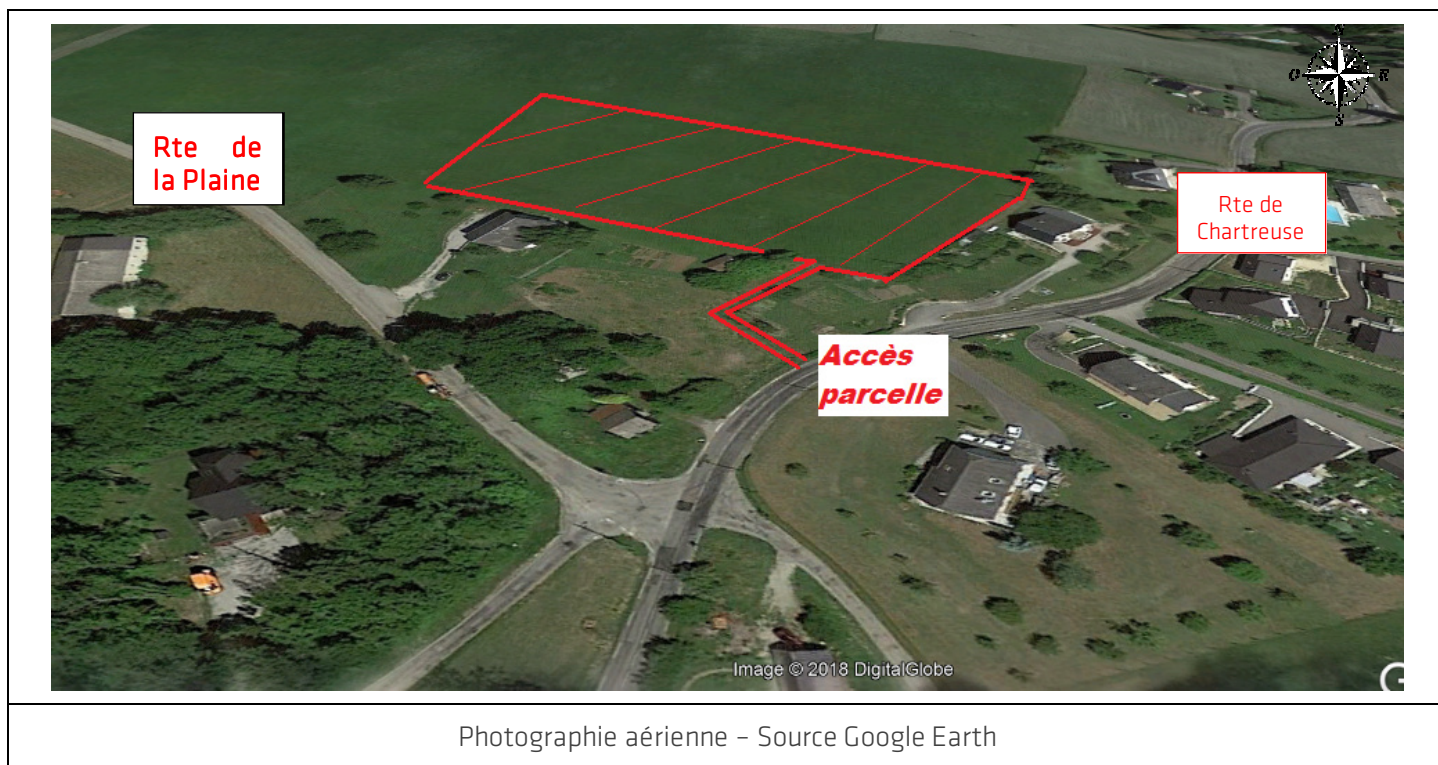 N
O
R
S
Rte de
la Plaine
Rte de
Chartreuse
Accès
parcelle
Image © 2018 DigitalGlobe
G
Photographie aérienne – Source Google Earth